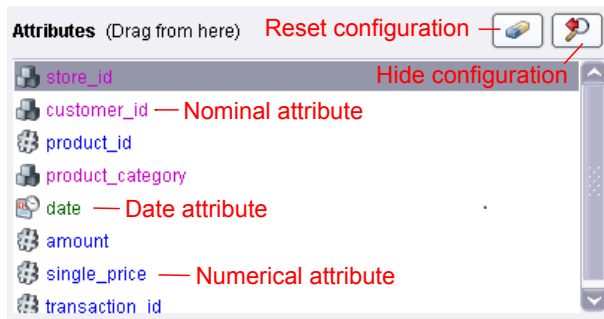 Attributes (Drag from here) Reset configuration
store_id Hide configuration
customer_id Nominal attribute
product_id
product_category
date Date attribute
amount
single_price Numerical attribute
transaction_id